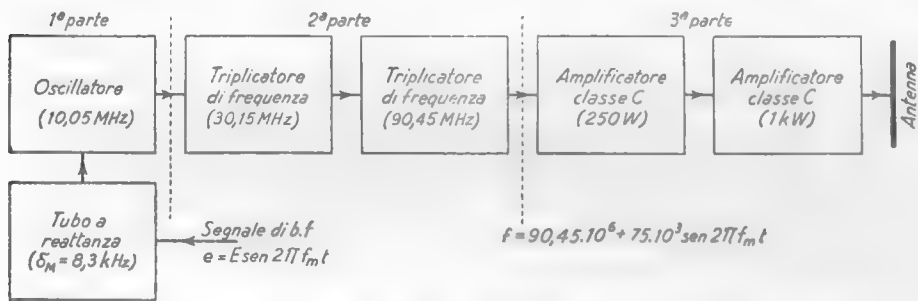 1ª parte
2ª parte
3ª parte
Oscillatore
(10,05 MHz)
Triplicatore
di frequenza
(30,15 MHz)
Triplicatore
di frequenza
(90,45 MHz)
Amplificatore
classe C
(250 W)
Amplificatore
classe C
(1 kW)
Antenna
Tubo a
reattanza
(δM = 8,3 kHz)
Segnale di b.f
e = E sen 2π fm t
f = 90,45.10⁶ + 75.10³ sen 2π fm t